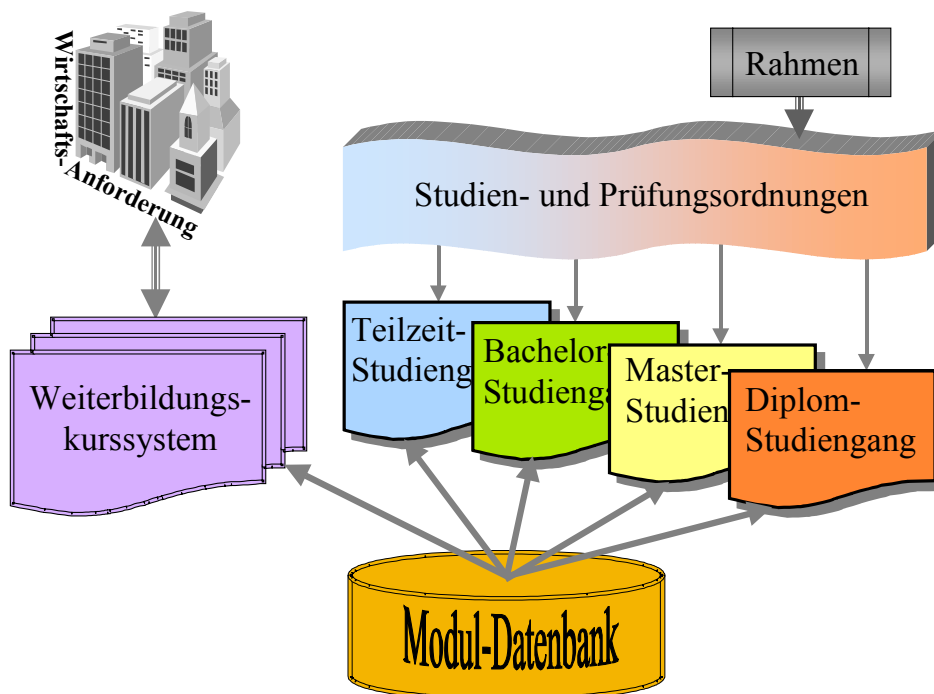 Wirtschafts-
Anforderung
Rahmen
Studien- und Prüfungsordnungen
Teilzeit-
Studieng
Bachelor
Studienga
Master-
Studien
Diplom-
Studiengang
Weiterbildungs-
kurssystem
Modul-Datenbank